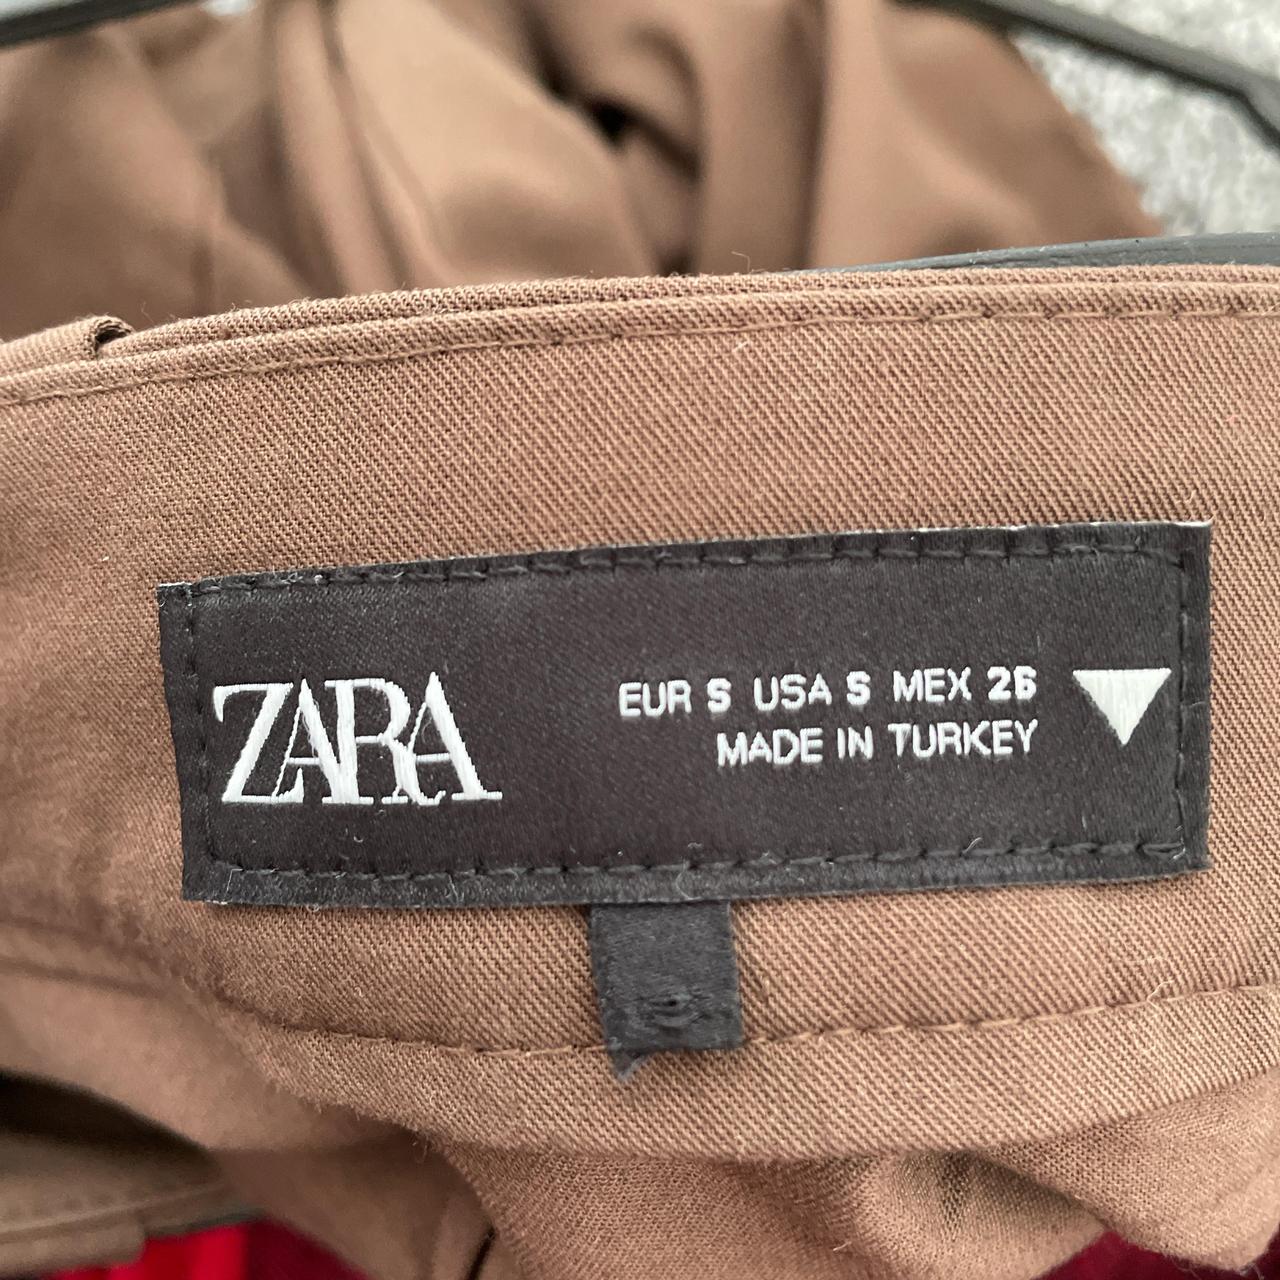 ZARA
EUR S USA S MEX 26
MADE IN TURKEY